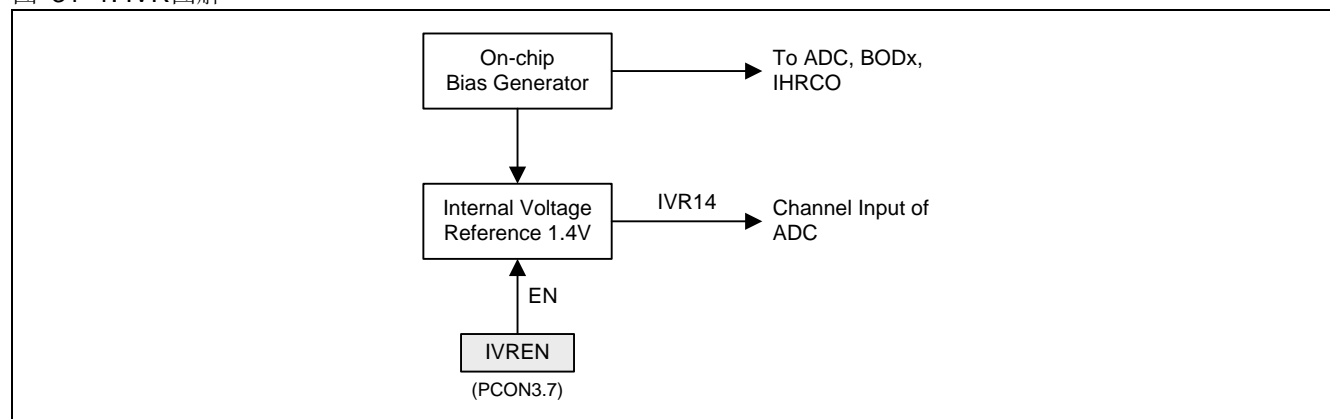 On-chip
Bias Generator
To ADC, BODx,
IHRCO
Internal Voltage
Reference 1.4V
IVR14
Channel Input of
ADC
EN
IVREN
(PCON3.7)